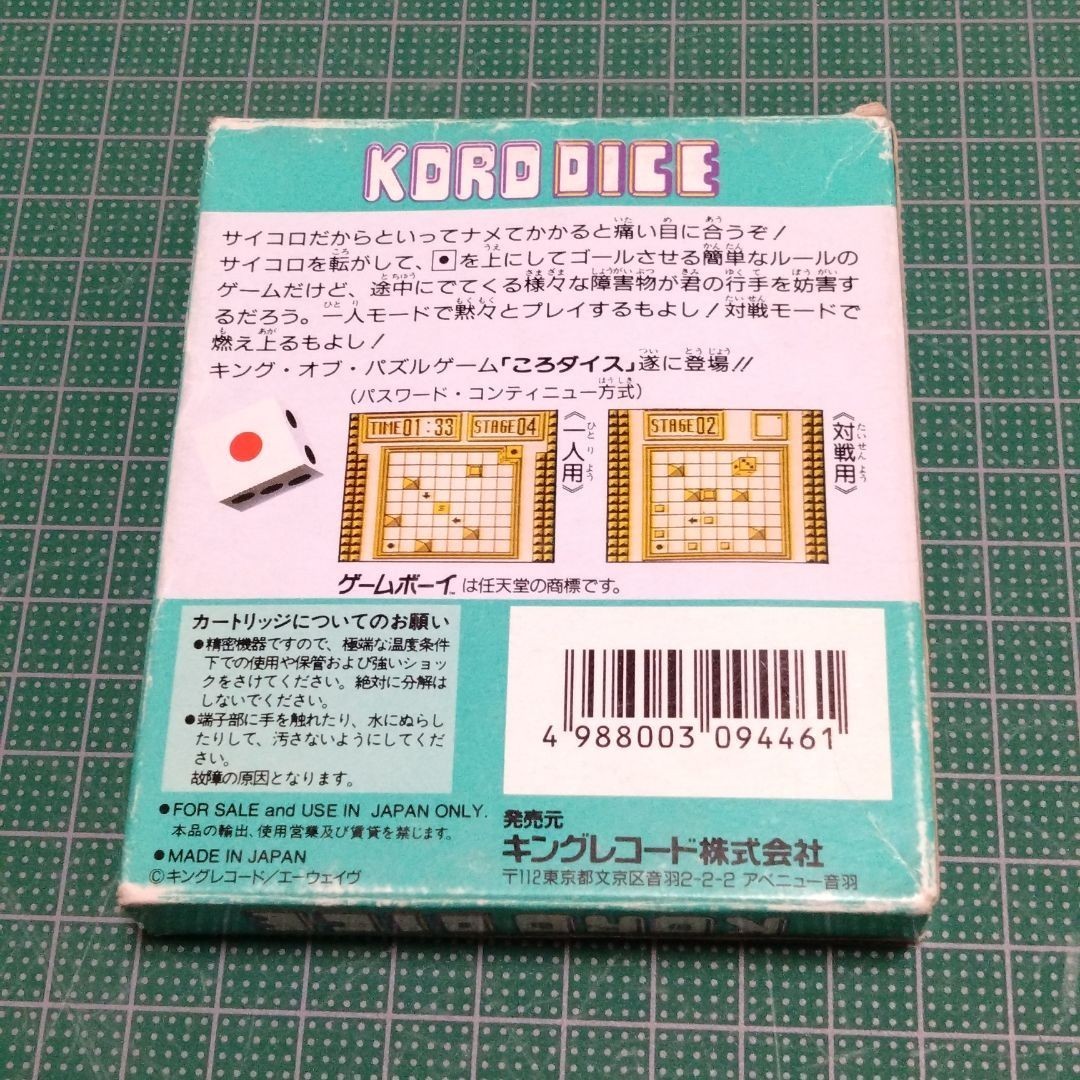 KORO DICE
サイコロだからといってナメてかかると痛い目に合うぞ!
サイコロを転がして、⚀を上にしてゴールさせる簡単なルールの
ゲームだけど、途中にでてくる様々な障害物が君の行手を妨害す
るだろう。一人モードで黙々とプレイするもよし!対戦モードで
燃え上るもよし!
キング・オブ・パズルゲーム「ころダイス」遂に登場!!
(パスワード・コンティニュー方式)
TIME01:33 STAGE04
《一人用》
STAGE02
《対戦用》
ゲームボーイ™は任天堂の商標です。
カートリッジについてのお願い
●精密機器ですので、極端な温度条件
下での使用や保管および強いショッ
クをさけてください。絶対に分解は
しないでください。
●端子部に手を触れたり、水にぬらし
たりして、汚さないようにしてくだ
さい。
故障の原因となります。
4 988003 094461
●FOR SALE and USE IN JAPAN ONLY.
本品の輸出、使用営業及び賃貸を禁じます。
●MADE IN JAPAN
©キングレコード/エーウェイヴ
発売元
キングレコード株式会社
〒112東京都文京区音羽2-2-2 アベニュー音羽
KORO DICE